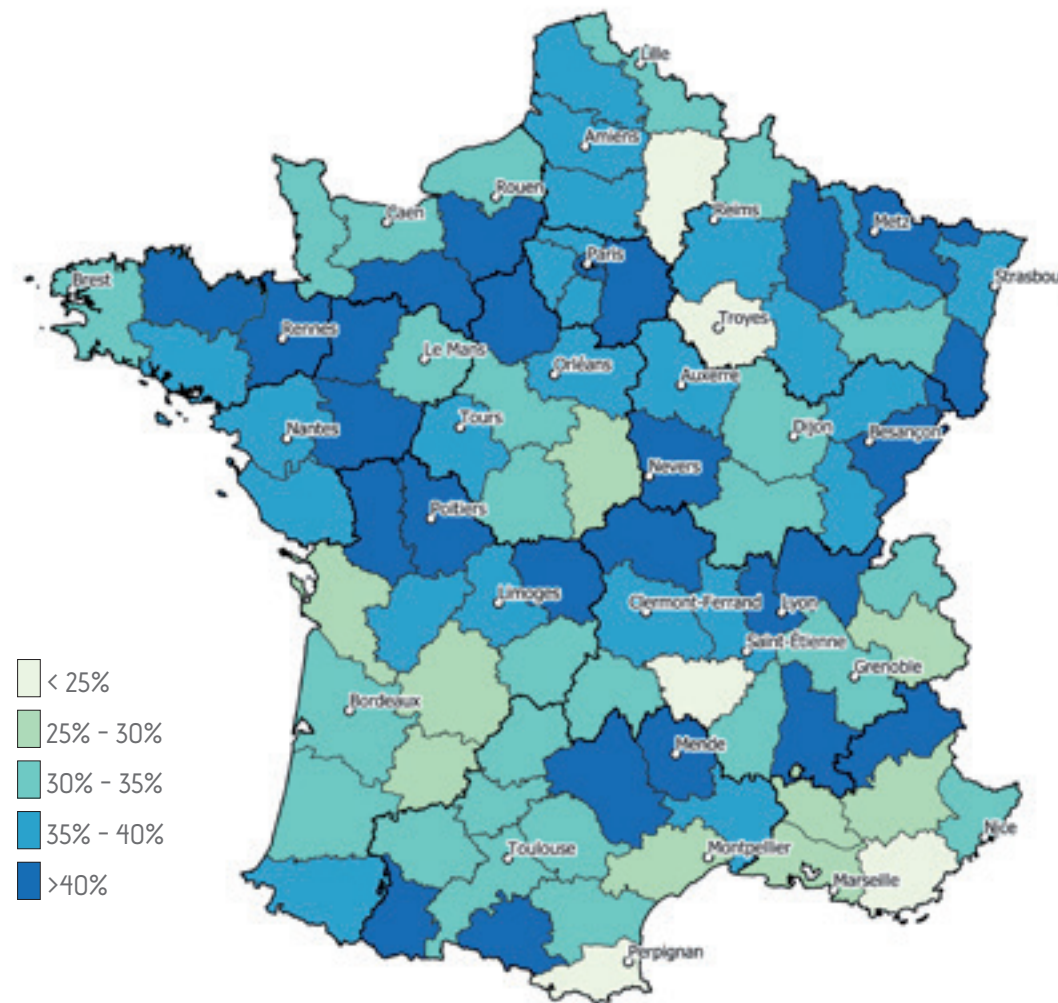 Lille
Amiens
Rouen
Caen
Reims
Metz
Paris
Strasbou
Brest
Rennes
Troyes
Le Mans
Orléans
Auxerre
Tours
Dijon
Besançon
Nantes
Nevers
Poitiers
Limoges
Clermont-Ferrand
Lyon
Saint-Étienne
Grenoble
< 25%
Bordeaux
25% - 30%
Mende
30% - 35%
35% - 40%
Nice
Toulouse
Montpellier
>40%
Marseille
Perpignan